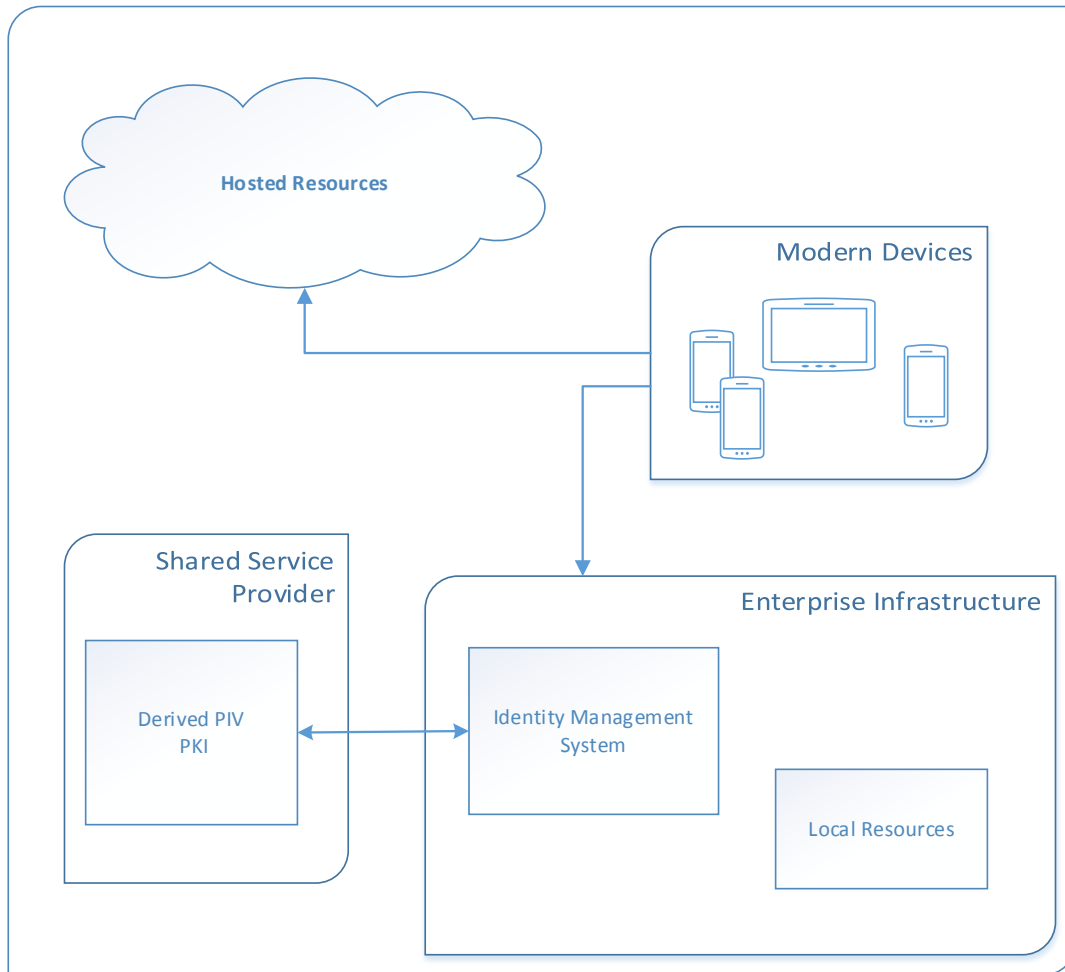 Hosted Resources
Modern Devices
Shared Service
Provider
Enterprise Infrastructure
Derived PIV
PKI
Identity Management
System
Local Resources